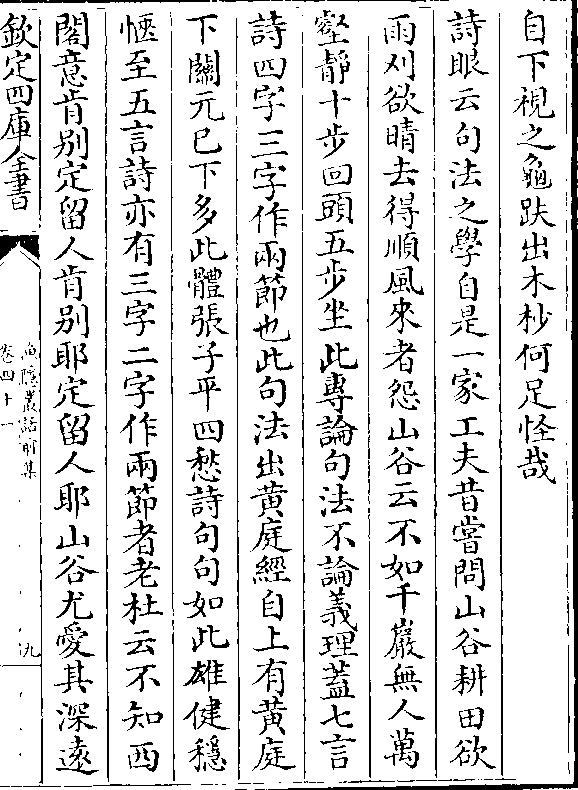 自下視之龜趺出木杪何足怪哉
詩眼云句法之學自是一家工夫昔嘗問山谷耕田欲
雨刈欲晴去得順風來者怨山谷云不如千巖無人萬
壑靜十步回頭五步坐此專論句法不論義理蓋七言
詩四字三字作兩節也此句法出黄庭經自上有黄庭
下闗元已下多此體張子平四愁詩句句如此雄健穩
愜至五言詩亦有三字二字作兩節者老杜云不知西
閣意肯别定留人肯别耶定留人耶山谷尤愛其深遠
欽定四庫全書
漁隱叢話前集
卷四十一
九